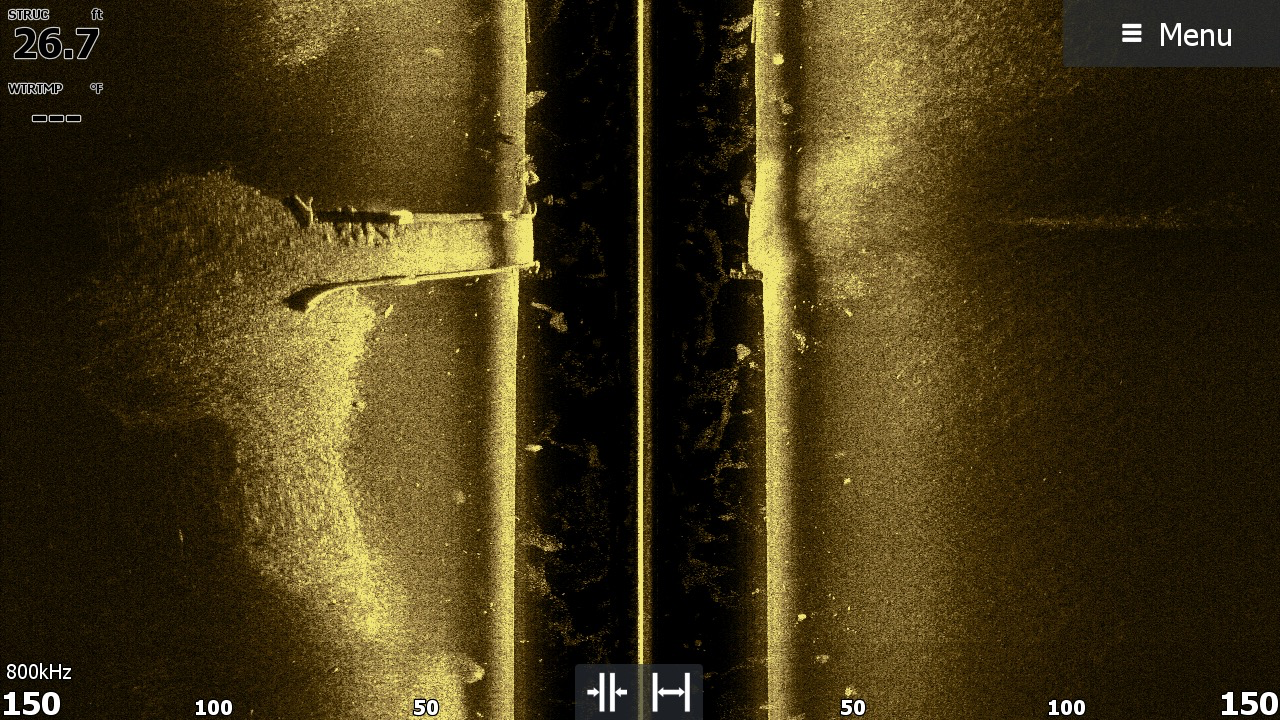 STRUC ft
26.7
Menu
WTRTMP °F
---
800kHz
150 100 50 50 100 150